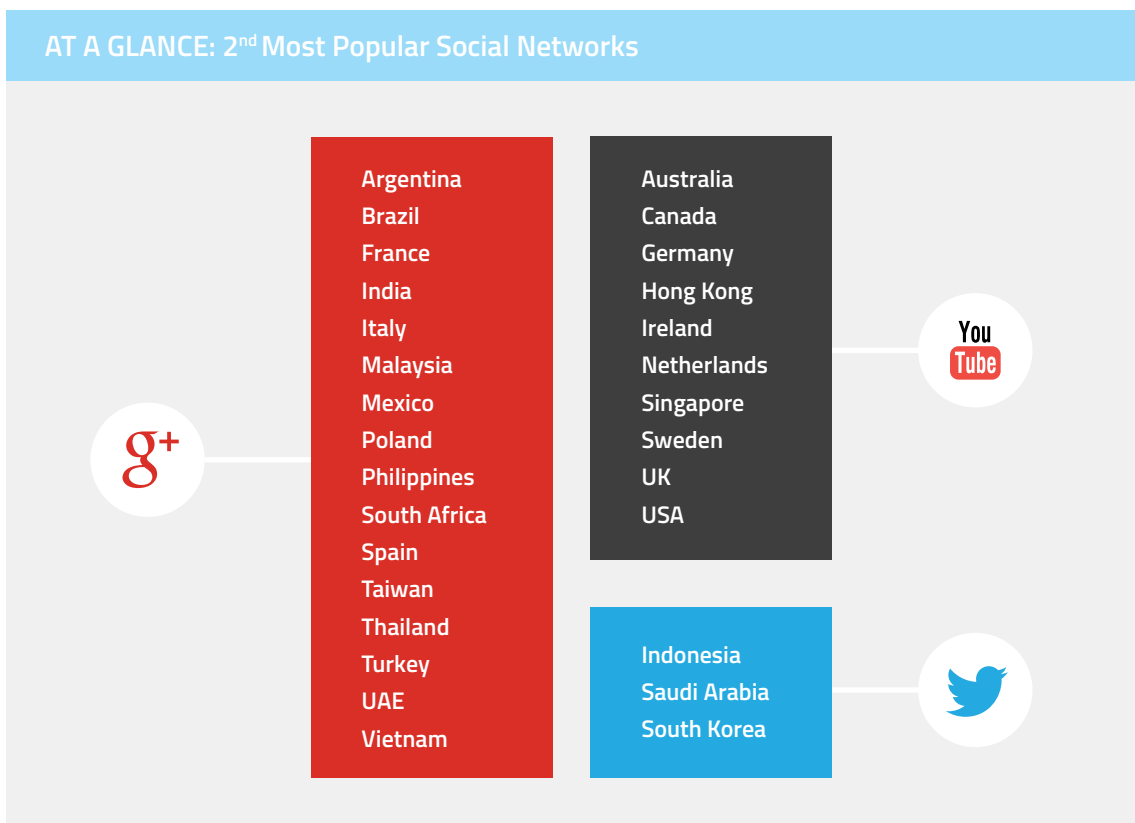 AT A GLANCE: 2nd Most Popular Social Networks
g+
Argentina
Brazil
France
India
Italy
Malaysia
Mexico
Poland
Philippines
South Africa
Spain
Taiwan
Thailand
Turkey
UAE
Vietnam
Australia
Canada
Germany
Hong Kong
Ireland
Netherlands
Singapore
Sweden
UK
USA
You
Tube
Indonesia
Saudi Arabia
South Korea